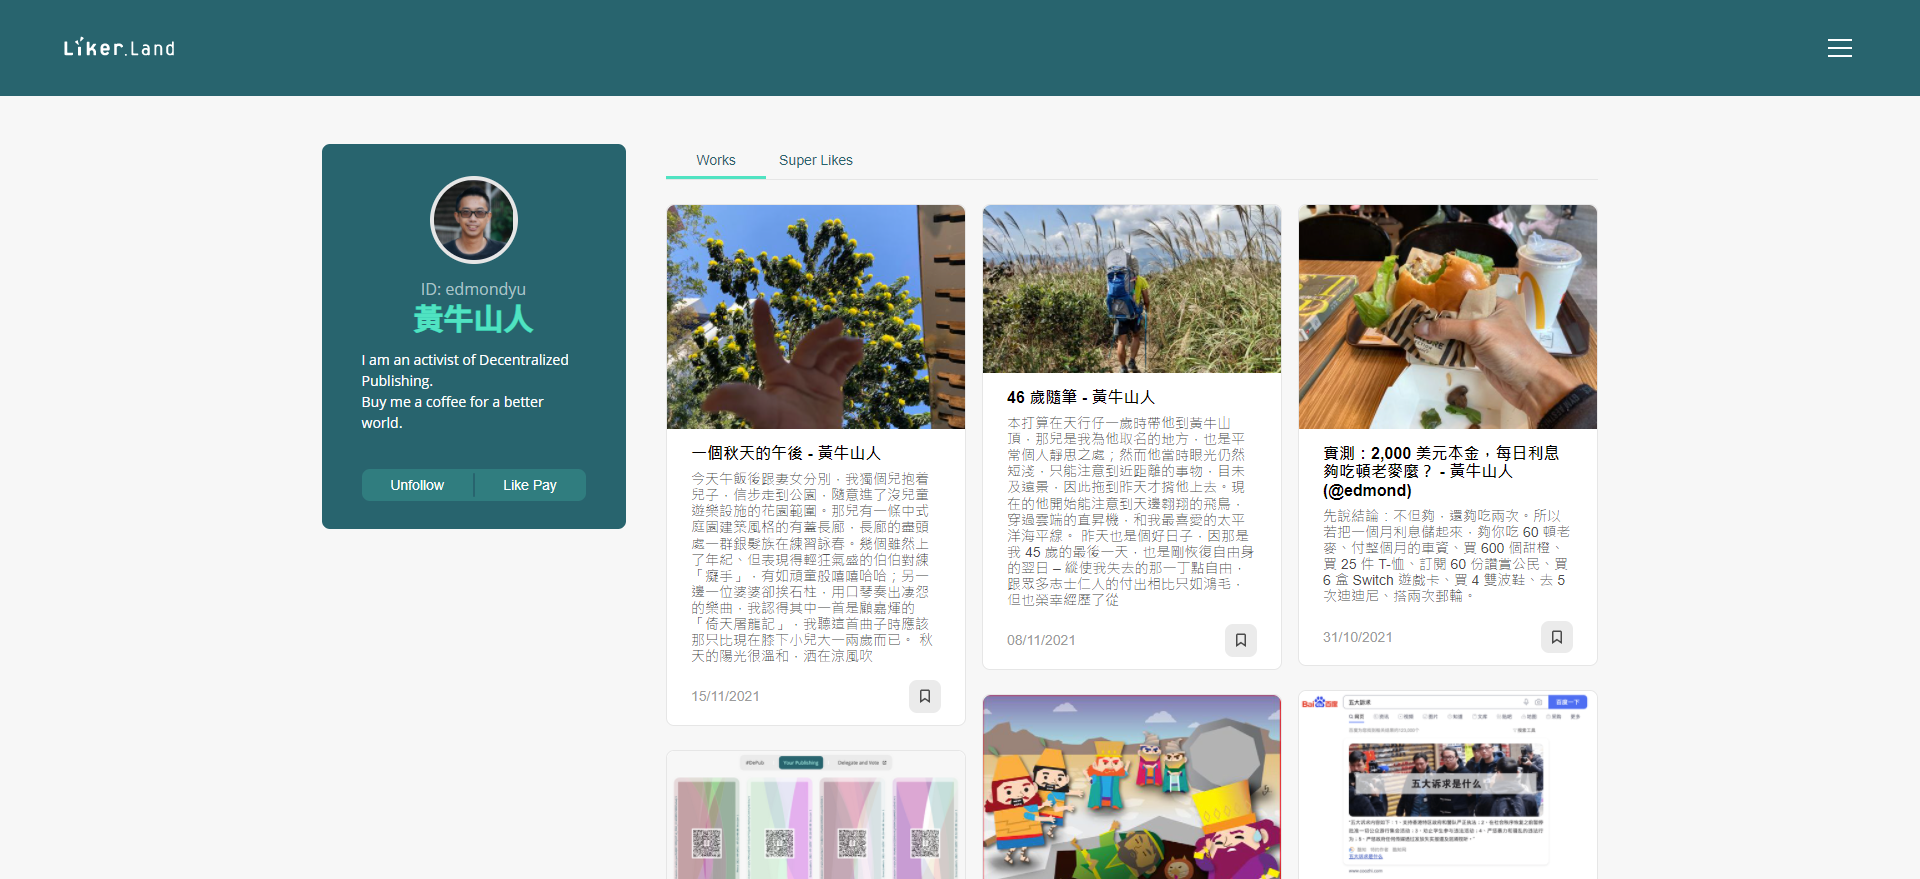 Liker.Land
Works
Super Likes
ID: edmondyu
黃牛山人
I am an activist of Decentralized
Publishing.
Buy me a coffee for a better
world.
Unfollow
Like Pay
一個秋天的午後 - 黃牛山人
今天午飯後跟妻女分別，我獨個兒抱着
兒子，信步走到公園，隨意進了沒兒童
遊樂設施的花園範圍。那兒有一條中式
庭園建築風格的有蓋長廊，長廊的盡頭
處一群銀髮族在練習詠春。幾個雖然上
了年紀、但表現得輕狂氣盛的伯伯對練
「癡手」，有如頑童般嘻嘻哈哈；另一
邊一位婆婆卻挨石柱，用口琴奏出淒怨
的樂曲，我認得其中一首是顧嘉煇的
「倚天屠龍記」，我聽這首曲子時應該
那只比現在膝下小兒大一兩歲而已。 秋
天的陽光很溫和，洒在涼風吹
15/11/2021
46 歲隨筆 - 黃牛山人
本打算在天行仔一歲時帶他到黃牛山
頂，那兒是我為他取名的地方，也是平
常個人靜思之處；然而他當時眼光仍然
短淺，只能注意到近距離的事物，目未
及遠景，因此拖到昨天才揹他上去。現
在的他開始能注意到天邊翱翔的飛鳥，
穿過雲端的直昇機，和我最喜愛的太平
洋海平線。 昨天也是個好日子，因那是
我 45 歲的最後一天，也是剛恢復自由身
的翌日 – 縱使我失去的那一丁點自由，
跟眾多志士仁人的付出相比只如鴻毛，
但也榮幸經歷了從
08/11/2021
實測：2,000 美元本金，每日利息
夠吃頓老麥麼？ - 黃牛山人
(@edmond)
先說結論：不但夠，還夠吃兩次。所以
若把一個月利息儲起來，夠你吃 60 頓老
麥、付整個月的車資、買 600 個甜橙、
買 25 件 T-恤、訂閱 60 份讚賞公民、買
6 盒 Switch 遊戲卡、買 4 雙波鞋、去 5
次迪迪尼、搭兩次郵輪。
31/10/2021
#DePub
Your Publishing
Delegate and Vote
Bai 百度
五大訴求
百度一下
五大诉求是什么
五大诉求是什么